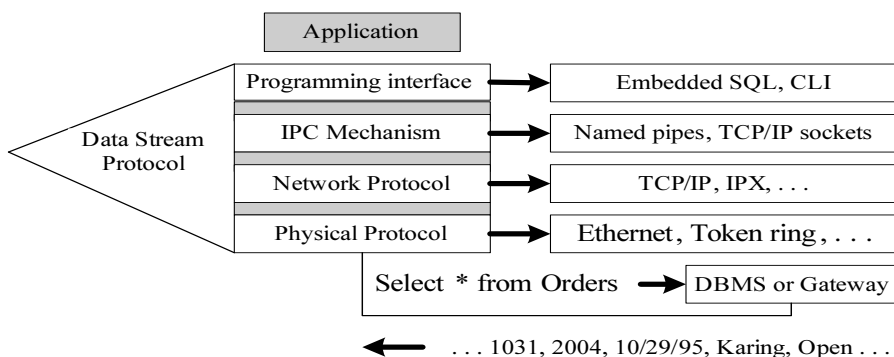 Application
Programming interface
Embedded SQL, CLI
Data Stream
Protocol
IPC Mechanism
Named pipes, TCP/IP sockets
Network Protocol
TCP/IP, IPX, . . .
Physical Protocol
Ethernet, Token ring, . . .
Select * from Orders
DBMS or Gateway
. . . 1031, 2004, 10/29/95, Karing, Open . . .